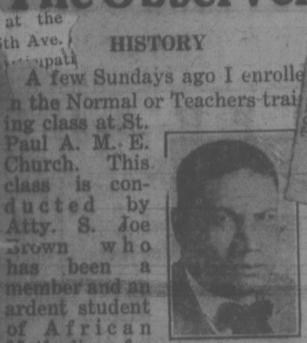 The Observer
at the
th Ave.
HISTORY
A few Sundays ago I enrolle
n the Normal or Teachers-trai
ing class at St.
Paul A. M. E.
Church. This
class is con-
ducted by
Atty. S. Joe
Brown who
has been a
member and an
ardent student
of African